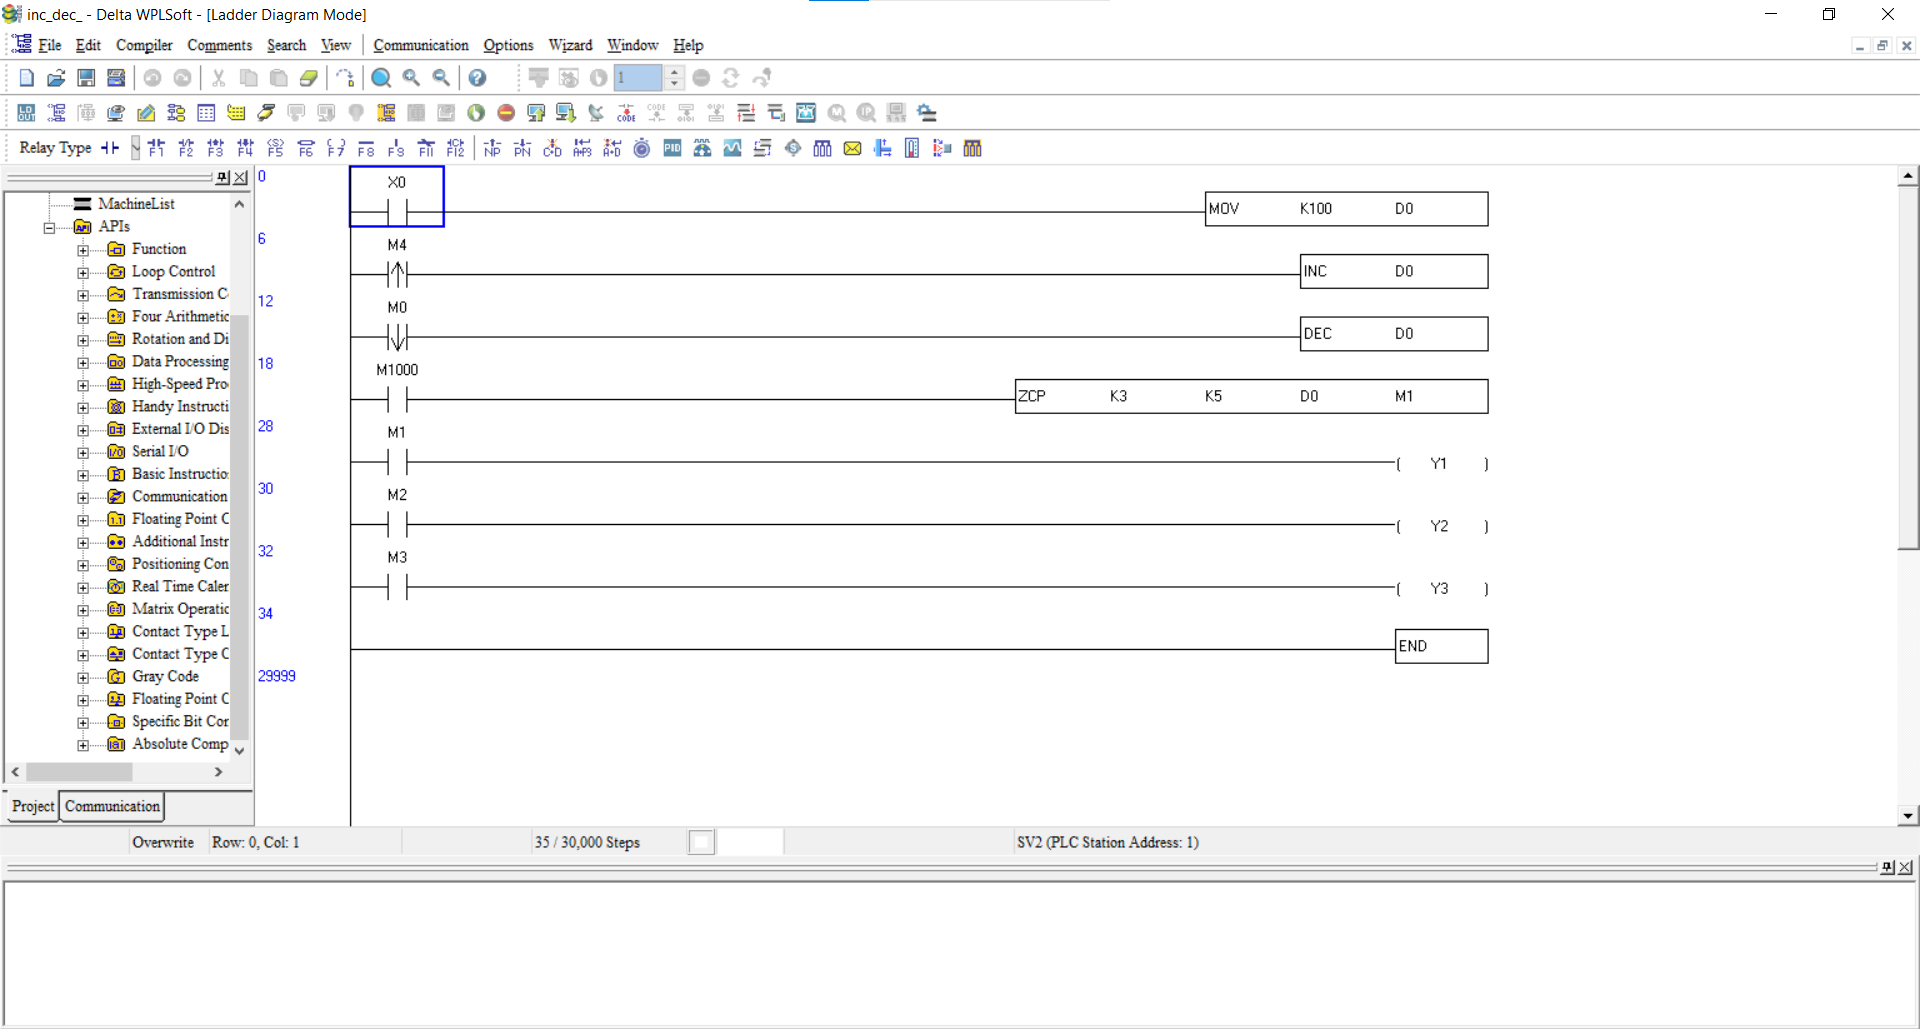 inc_dec_ - Delta WPLSoft - [Ladder Diagram Mode]
File Edit Compiler Comments Search View Communication Options Wizard Window Help
1
LD OUT CODE CODE
Relay Type F1 F2 F3 F4 F5 F6 F7 F8 F9 F11 F12 NP PN C+D A+P3 A+D PID
MachineList
APIs
Function
Loop Control
Transmission C
Four Arithmetic
Rotation and Di
Data Processing
High-Speed Pro
Handy Instructi
External I/O Dis
Serial I/O
Basic Instructio
Communication
Floating Point C
Additional Instr
Positioning Con
Real Time Caler
Matrix Operatic
Contact Type L
Contact Type C
Gray Code
Floating Point C
Specific Bit Cor
Absolute Comp
Project Communication
0
X0
MOV K100 D0
6
M4
INC D0
12
M0
DEC D0
18
M1000
ZCP K3 K5 D0 M1
28
M1
( Y1 )
30
M2
( Y2 )
32
M3
( Y3 )
34
END
29999
Overwrite Row: 0, Col: 1 35 / 30,000 Steps SV2 (PLC Station Address: 1)